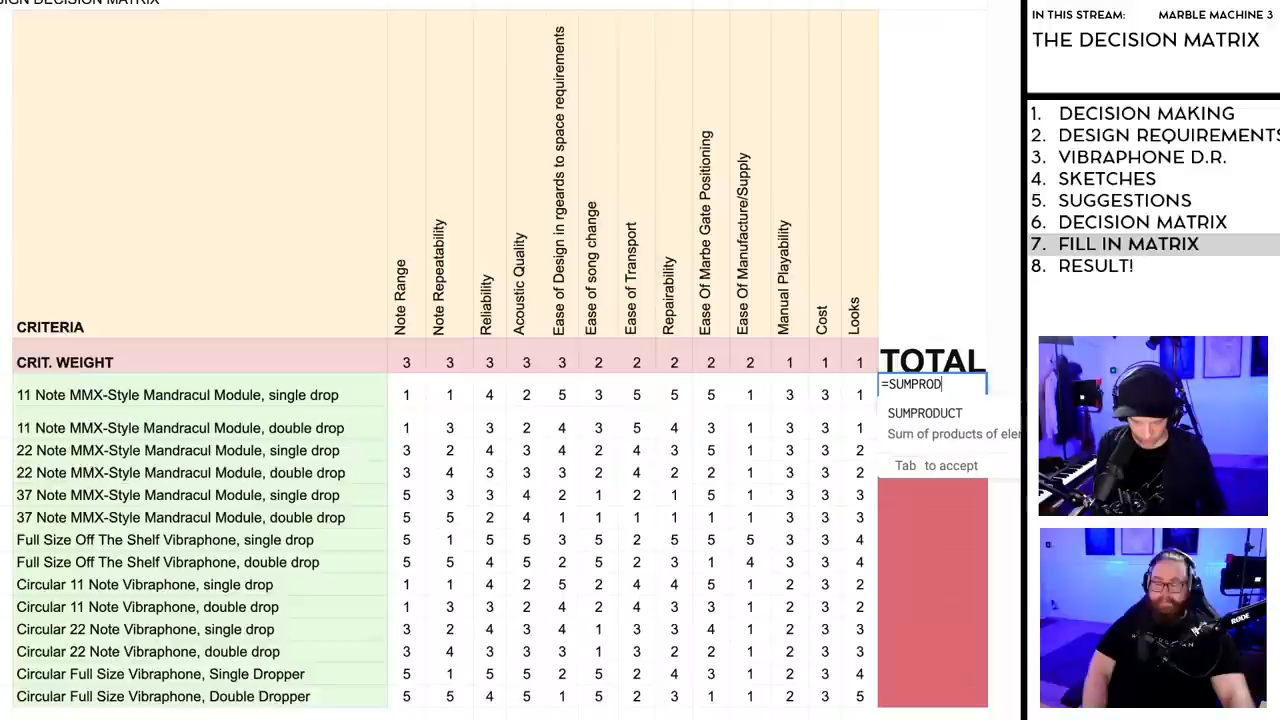 SIGN DECISION MATRIX
IN THIS STREAM: MARBLE MACHINE 3
THE DECISION MATRIX
1. DECISION MAKING
2. DESIGN REQUIREMENTS
3. VIBRAPHONE D.R.
4. SKETCHES
5. SUGGESTIONS
6. DECISION MATRIX
7. FILL IN MATRIX
8. RESULT!
CRITERIA
Note Range
Note Repeatability
Reliability
Acoustic Quality
Ease of Design in rgeards to space requirements
Ease of song change
Ease of Transport
Repairability
Ease Of Marbe Gate Positioning
Ease Of Manufacture/Supply
Manual Playability
Cost
Looks
CRIT. WEIGHT 3 3 3 3 3 2 2 2 2 2 1 1 1 TOTAL
11 Note MMX-Style Mandracul Module, single drop 1 1 4 2 5 3 5 5 5 1 3 3 1 =SUMPROD
SUMPRODUCT
Sum of products of elem
Tab to accept
11 Note MMX-Style Mandracul Module, double drop 1 3 3 2 4 3 5 4 3 1 3 3 1
22 Note MMX-Style Mandracul Module, single drop 3 2 4 3 4 2 4 3 5 1 3 3 2
22 Note MMX-Style Mandracul Module, double drop 3 4 3 3 3 2 4 2 2 1 3 3 2
37 Note MMX-Style Mandracul Module, single drop 5 3 3 4 2 1 2 1 5 1 3 3 3
37 Note MMX-Style Mandracul Module, double drop 5 5 2 4 1 1 1 1 1 1 3 3 3
Full Size Off The Shelf Vibraphone, single drop 5 1 5 5 3 5 2 5 5 5 3 3 4
Full Size Off The Shelf Vibraphone, double drop 5 5 4 5 2 5 2 3 1 4 3 3 4
Circular 11 Note Vibraphone, single drop 1 1 4 2 5 2 4 4 5 1 2 3 2
Circular 11 Note Vibraphone, double drop 1 3 3 2 4 2 4 3 3 1 2 3 2
Circular 22 Note Vibraphone, single drop 3 2 4 3 4 1 3 3 4 1 2 3 3
Circular 22 Note Vibraphone, double drop 3 4 3 3 3 1 3 2 2 1 2 3 3
Circular Full Size Vibraphone, Single Dropper 5 1 5 5 2 5 2 4 3 1 2 3 4
Circular Full Size Vibraphone, Double Dropper 5 5 4 5 1 5 2 3 1 1 2 3 5
RODE